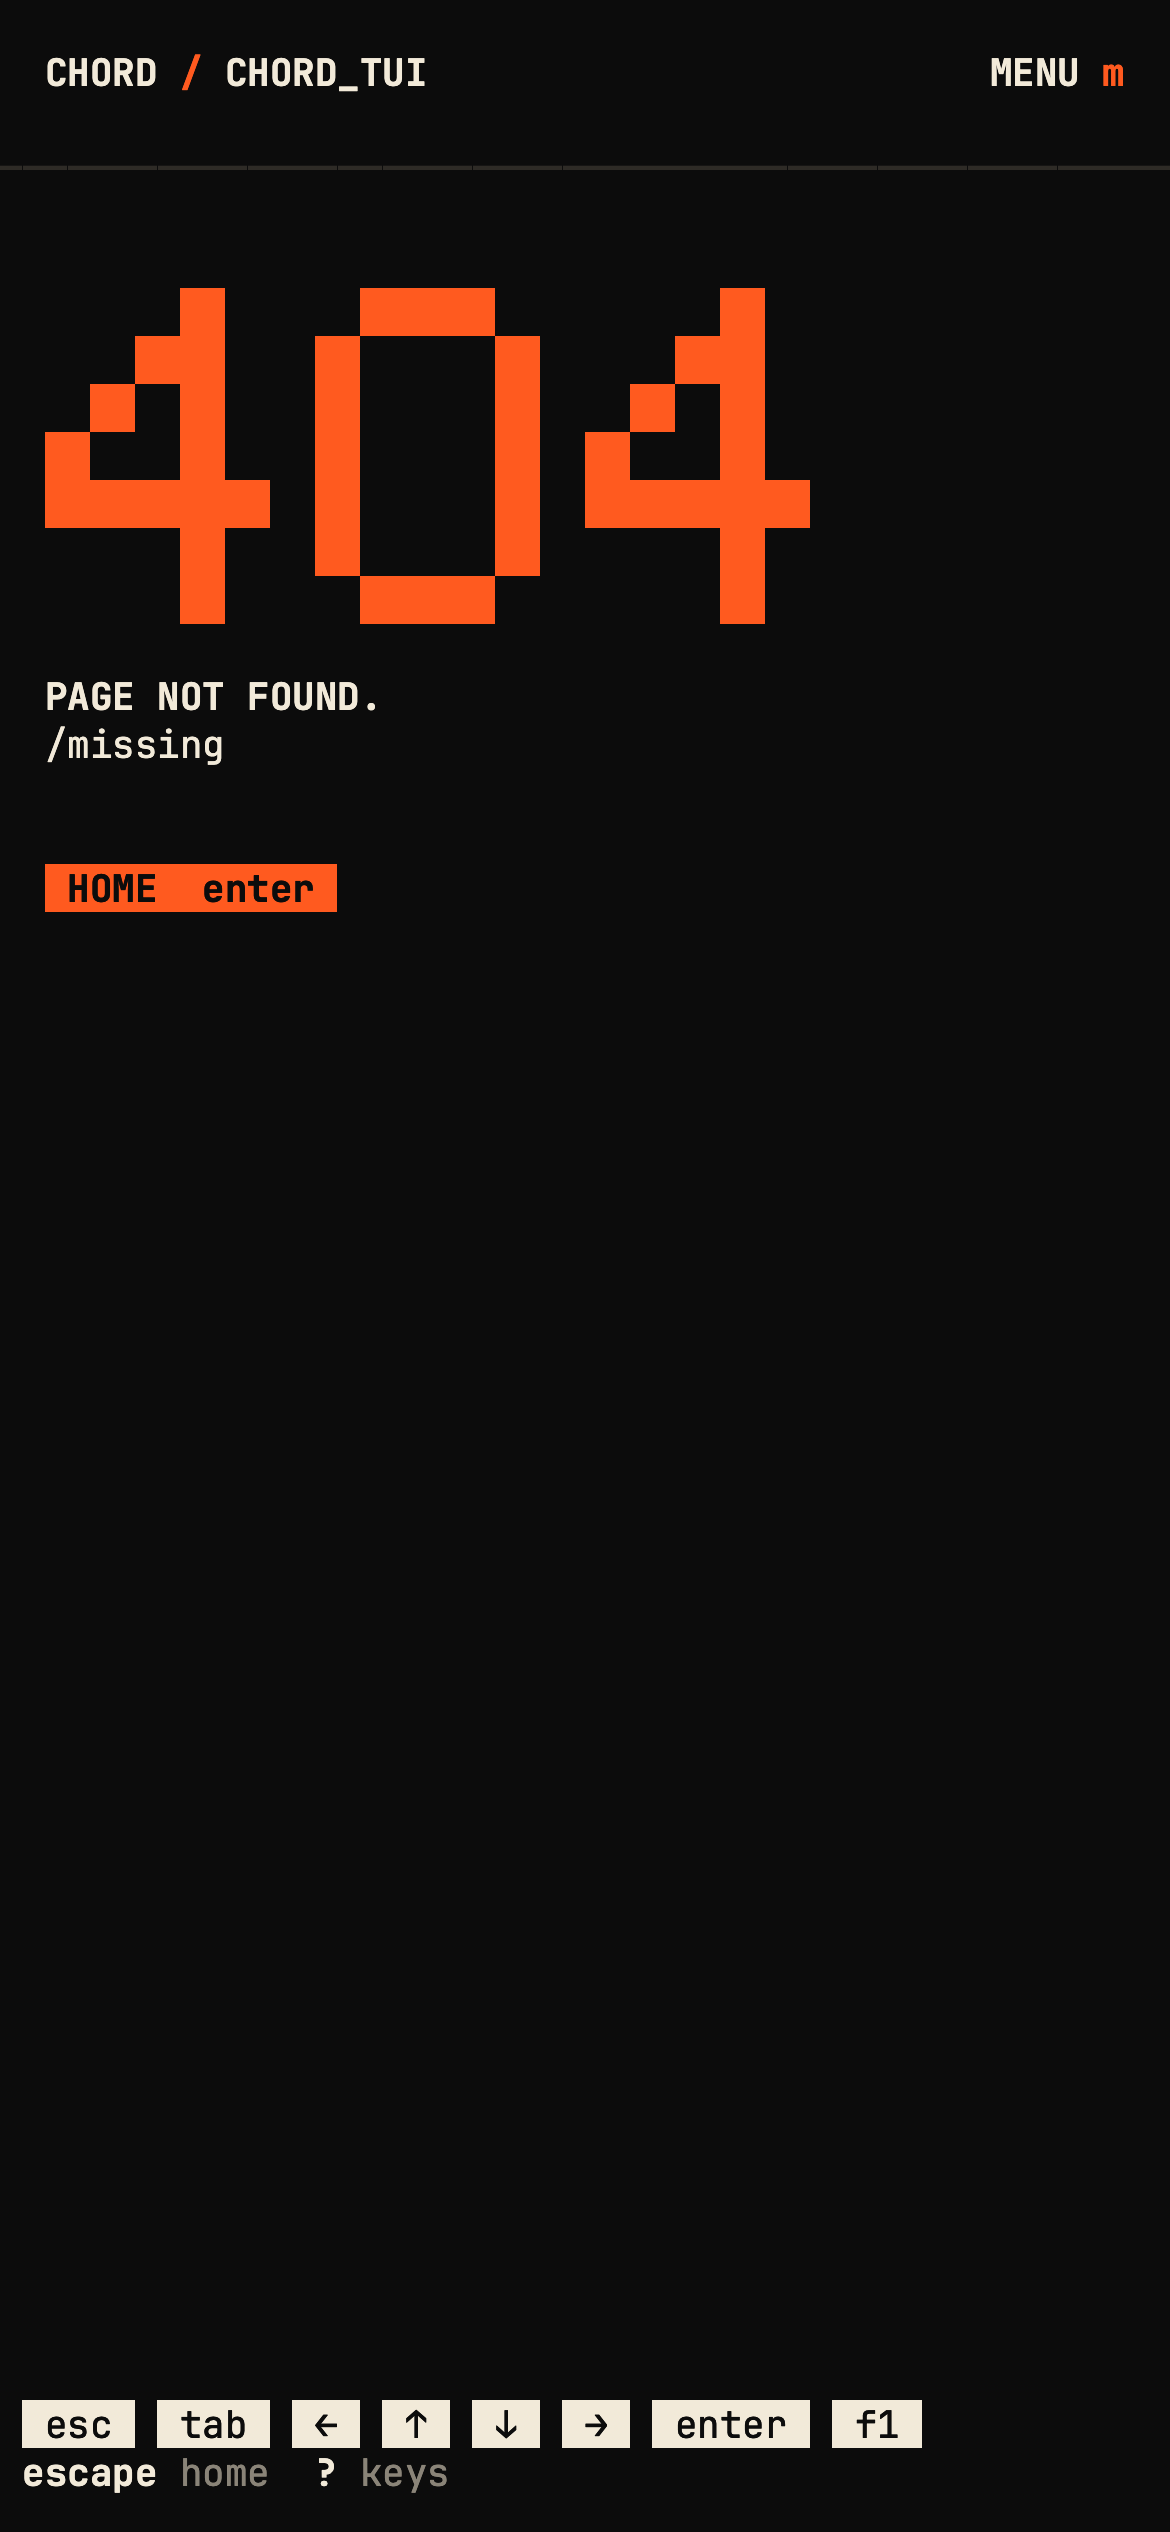 CHORD / CHORD_TUI MENU m
404
PAGE NOT FOUND.
/missing
HOME enter
esc tab ← ↑ ↓ → enter f1
escape home ? keys